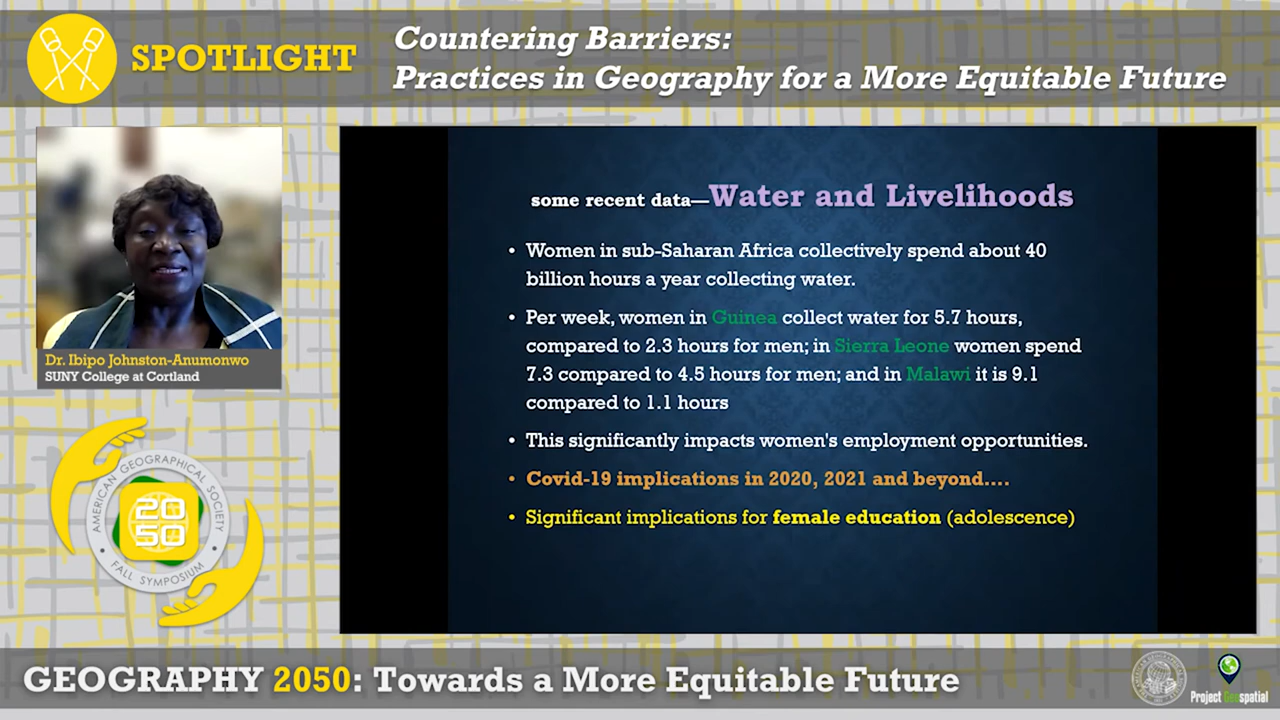 SPOTLIGHT
Countering Barriers:
Practices in Geography for a More Equitable Future
Dr. Ibipo Johnston-Anumonwo
SUNY College at Cortland
AMERICAN GEOGRAPHICAL SOCIETY
2050
FALL SYMPOSIUM
some recent data—Water and Livelihoods
• Women in sub-Saharan Africa collectively spend about 40
billion hours a year collecting water.
• Per week, women in Guinea collect water for 5.7 hours,
compared to 2.3 hours for men; in Sierra Leone women spend
7.3 compared to 4.5 hours for men; and in Malawi it is 9.1
compared to 1.1 hours
• This significantly impacts women's employment opportunities.
• Covid-19 implications in 2020, 2021 and beyond....
• Significant implications for female education (adolescence)
GEOGRAPHY 2050: Towards a More Equitable Future
Project Geospatial